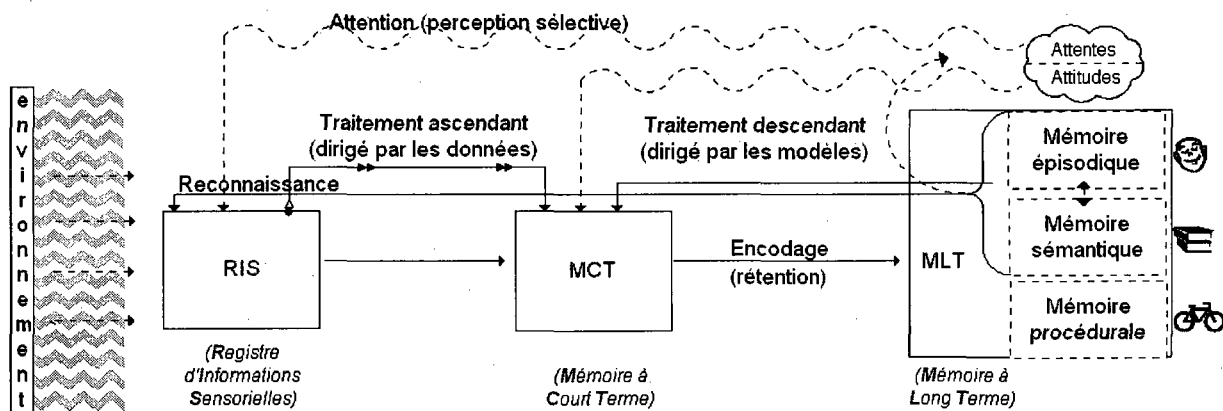 Attention (perception sélective)
Attentes
Attitudes
environnement
Traitement ascendant
(dirigé par les données)
Traitement descendant
(dirigé par les modèles)
Reconnaissance
RIS
MCT
Encodage
(rétention)
MLT
Mémoire
épisodique
Mémoire
sémantique
Mémoire
procédurale
(Registre
d'Informations
Sensorielles)
(Mémoire à
Court Terme)
(Mémoire à
Long Terme)